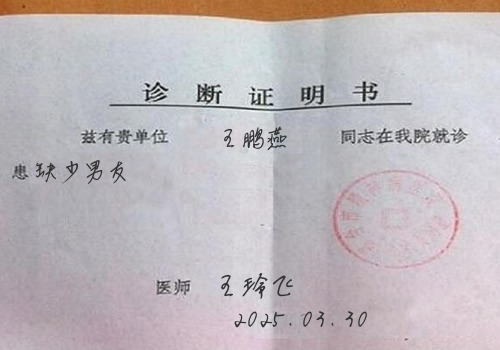 诊断证明书
兹有贵单位 王鹏燕 同志在我院就诊
患缺少男友
医师 王玲飞
2025.03.30